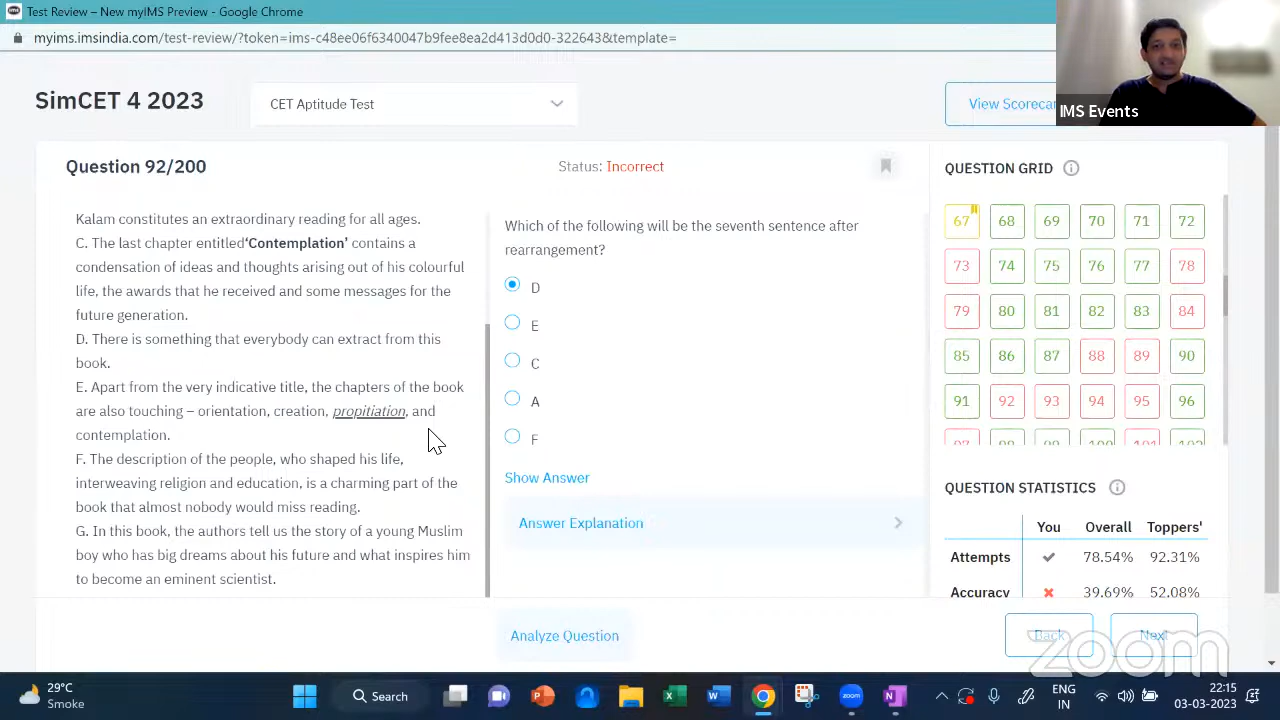 Test Review – New myIMS Preview - Google Chrome
myims.imsindia.com/test-review/?token=ims-c48ee06f6340047b9fee8ea2d413d0d0-322643&template=
SimCET 4 2023
CET Aptitude Test
View Scorecar
IMS Events
Question 92/200
Status: Incorrect
Kalam constitutes an extraordinary reading for all ages.
C. The last chapter entitled‘Contemplation’ contains a
condensation of ideas and thoughts arising out of his colourful
life, the awards that he received and some messages for the
future generation.
D. There is something that everybody can extract from this
book.
E. Apart from the very indicative title, the chapters of the book
are also touching – orientation, creation, propitiation, and
contemplation.
F. The description of the people, who shaped his life,
interweaving religion and education, is a charming part of the
book that almost nobody would miss reading.
G. In this book, the authors tell us the story of a young Muslim
boy who has big dreams about his future and what inspires him
to become an eminent scientist.
Which of the following will be the seventh sentence after
rearrangement?
D
E
C
A
F
Show Answer
Answer Explanation
Analyze Question
QUESTION GRID
67 68 69 70 71 72
73 74 75 76 77 78
79 80 81 82 83 84
85 86 87 88 89 90
91 92 93 94 95 96
97 98 99 100 101 102
QUESTION STATISTICS
You Overall Toppers'
Attempts 78.54% 92.31%
Accuracy 39.69% 52.08%
Back Next
zoom
29°C
Smoke
Search
zoom
ENG
IN
22:15
03-03-2023